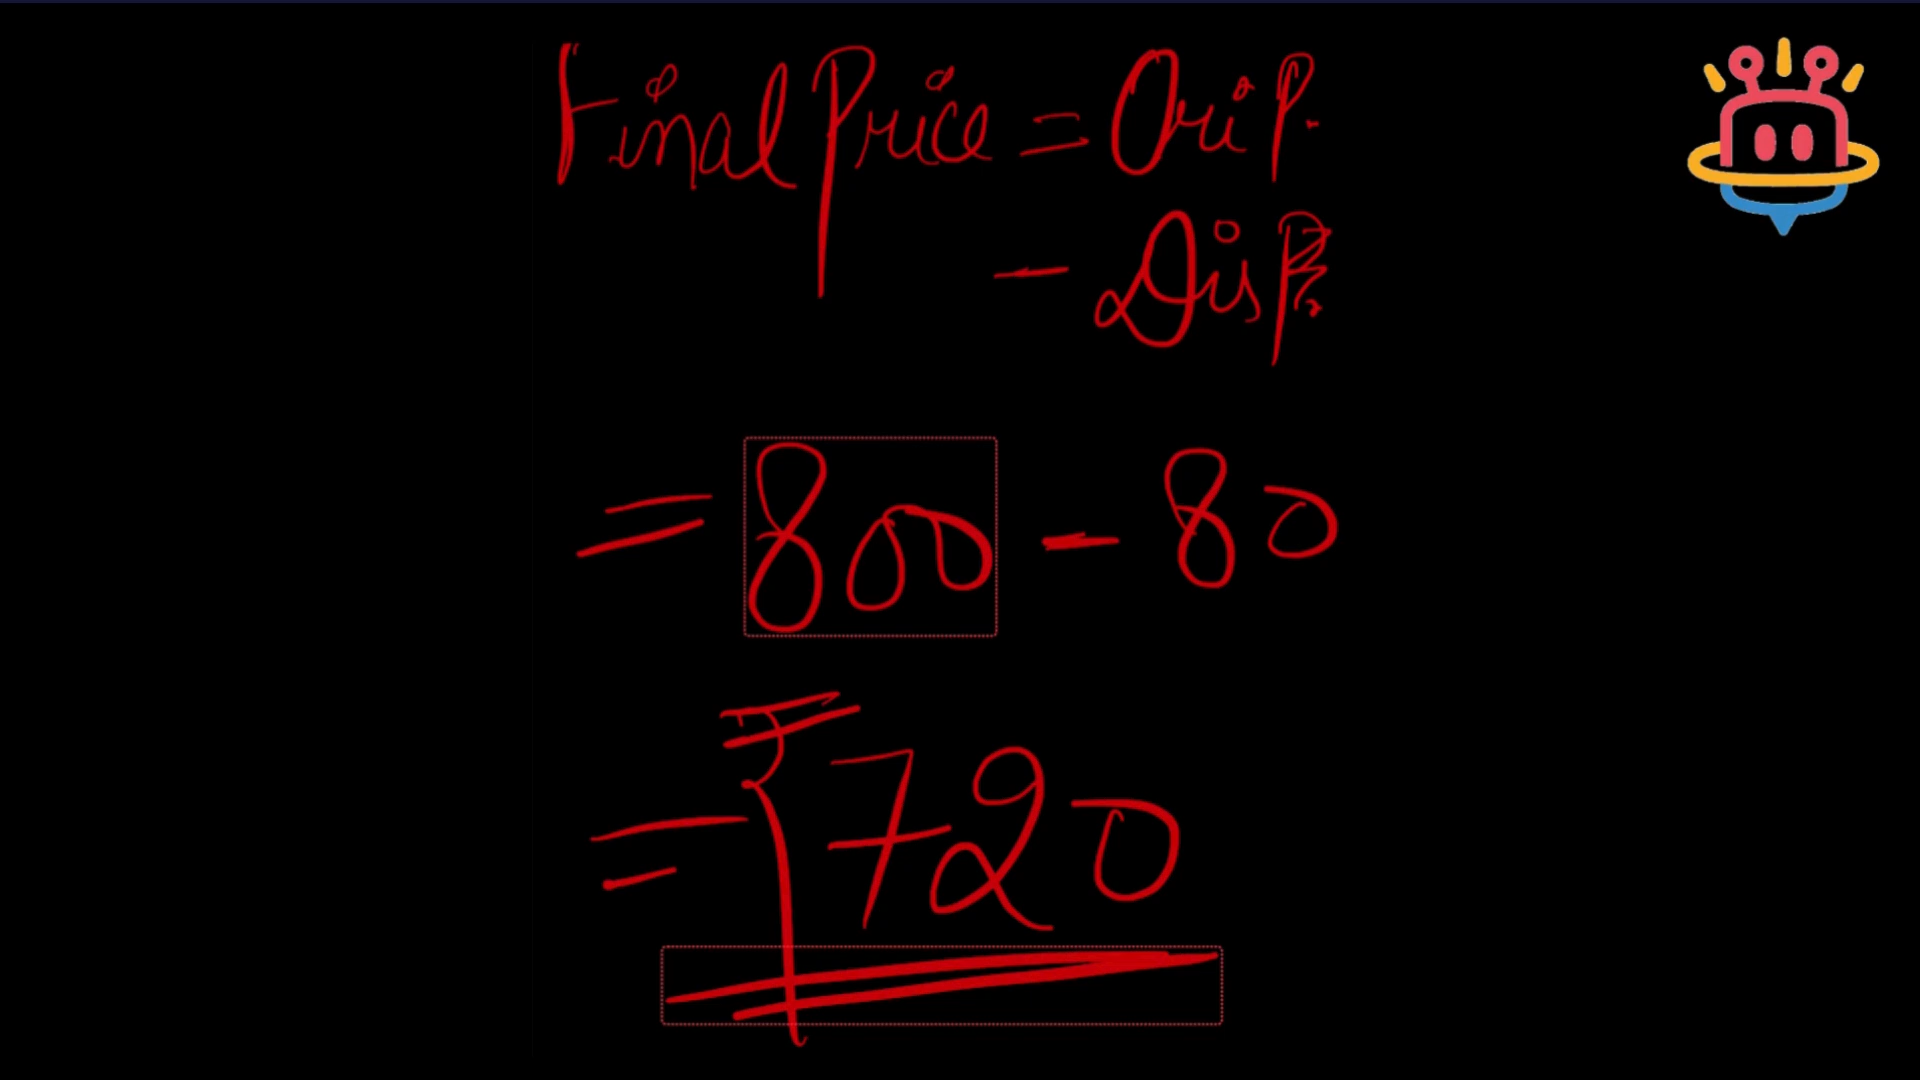 Final Price = Ori P.
- Dis P.
= 800 - 80
= ₹720